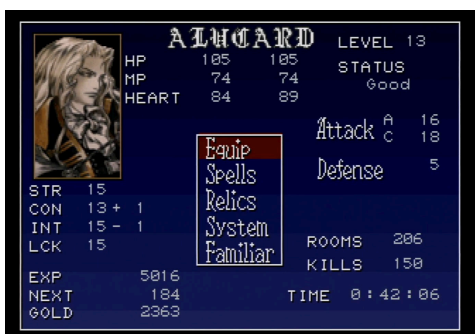 ALUCARD LEVEL 13
HP 105 105
MP 74 74
HEART 84 89
STATUS
Good
Attack A 16
C 18
Defense 5
Equip
Spells
Relics
System
Familiar
STR 15
CON 13 + 1
INT 15 - 1
LCK 15
ROOMS 206
KILLS 150
EXP 5016
NEXT 184
GOLD 2363
TIME 0:42:06